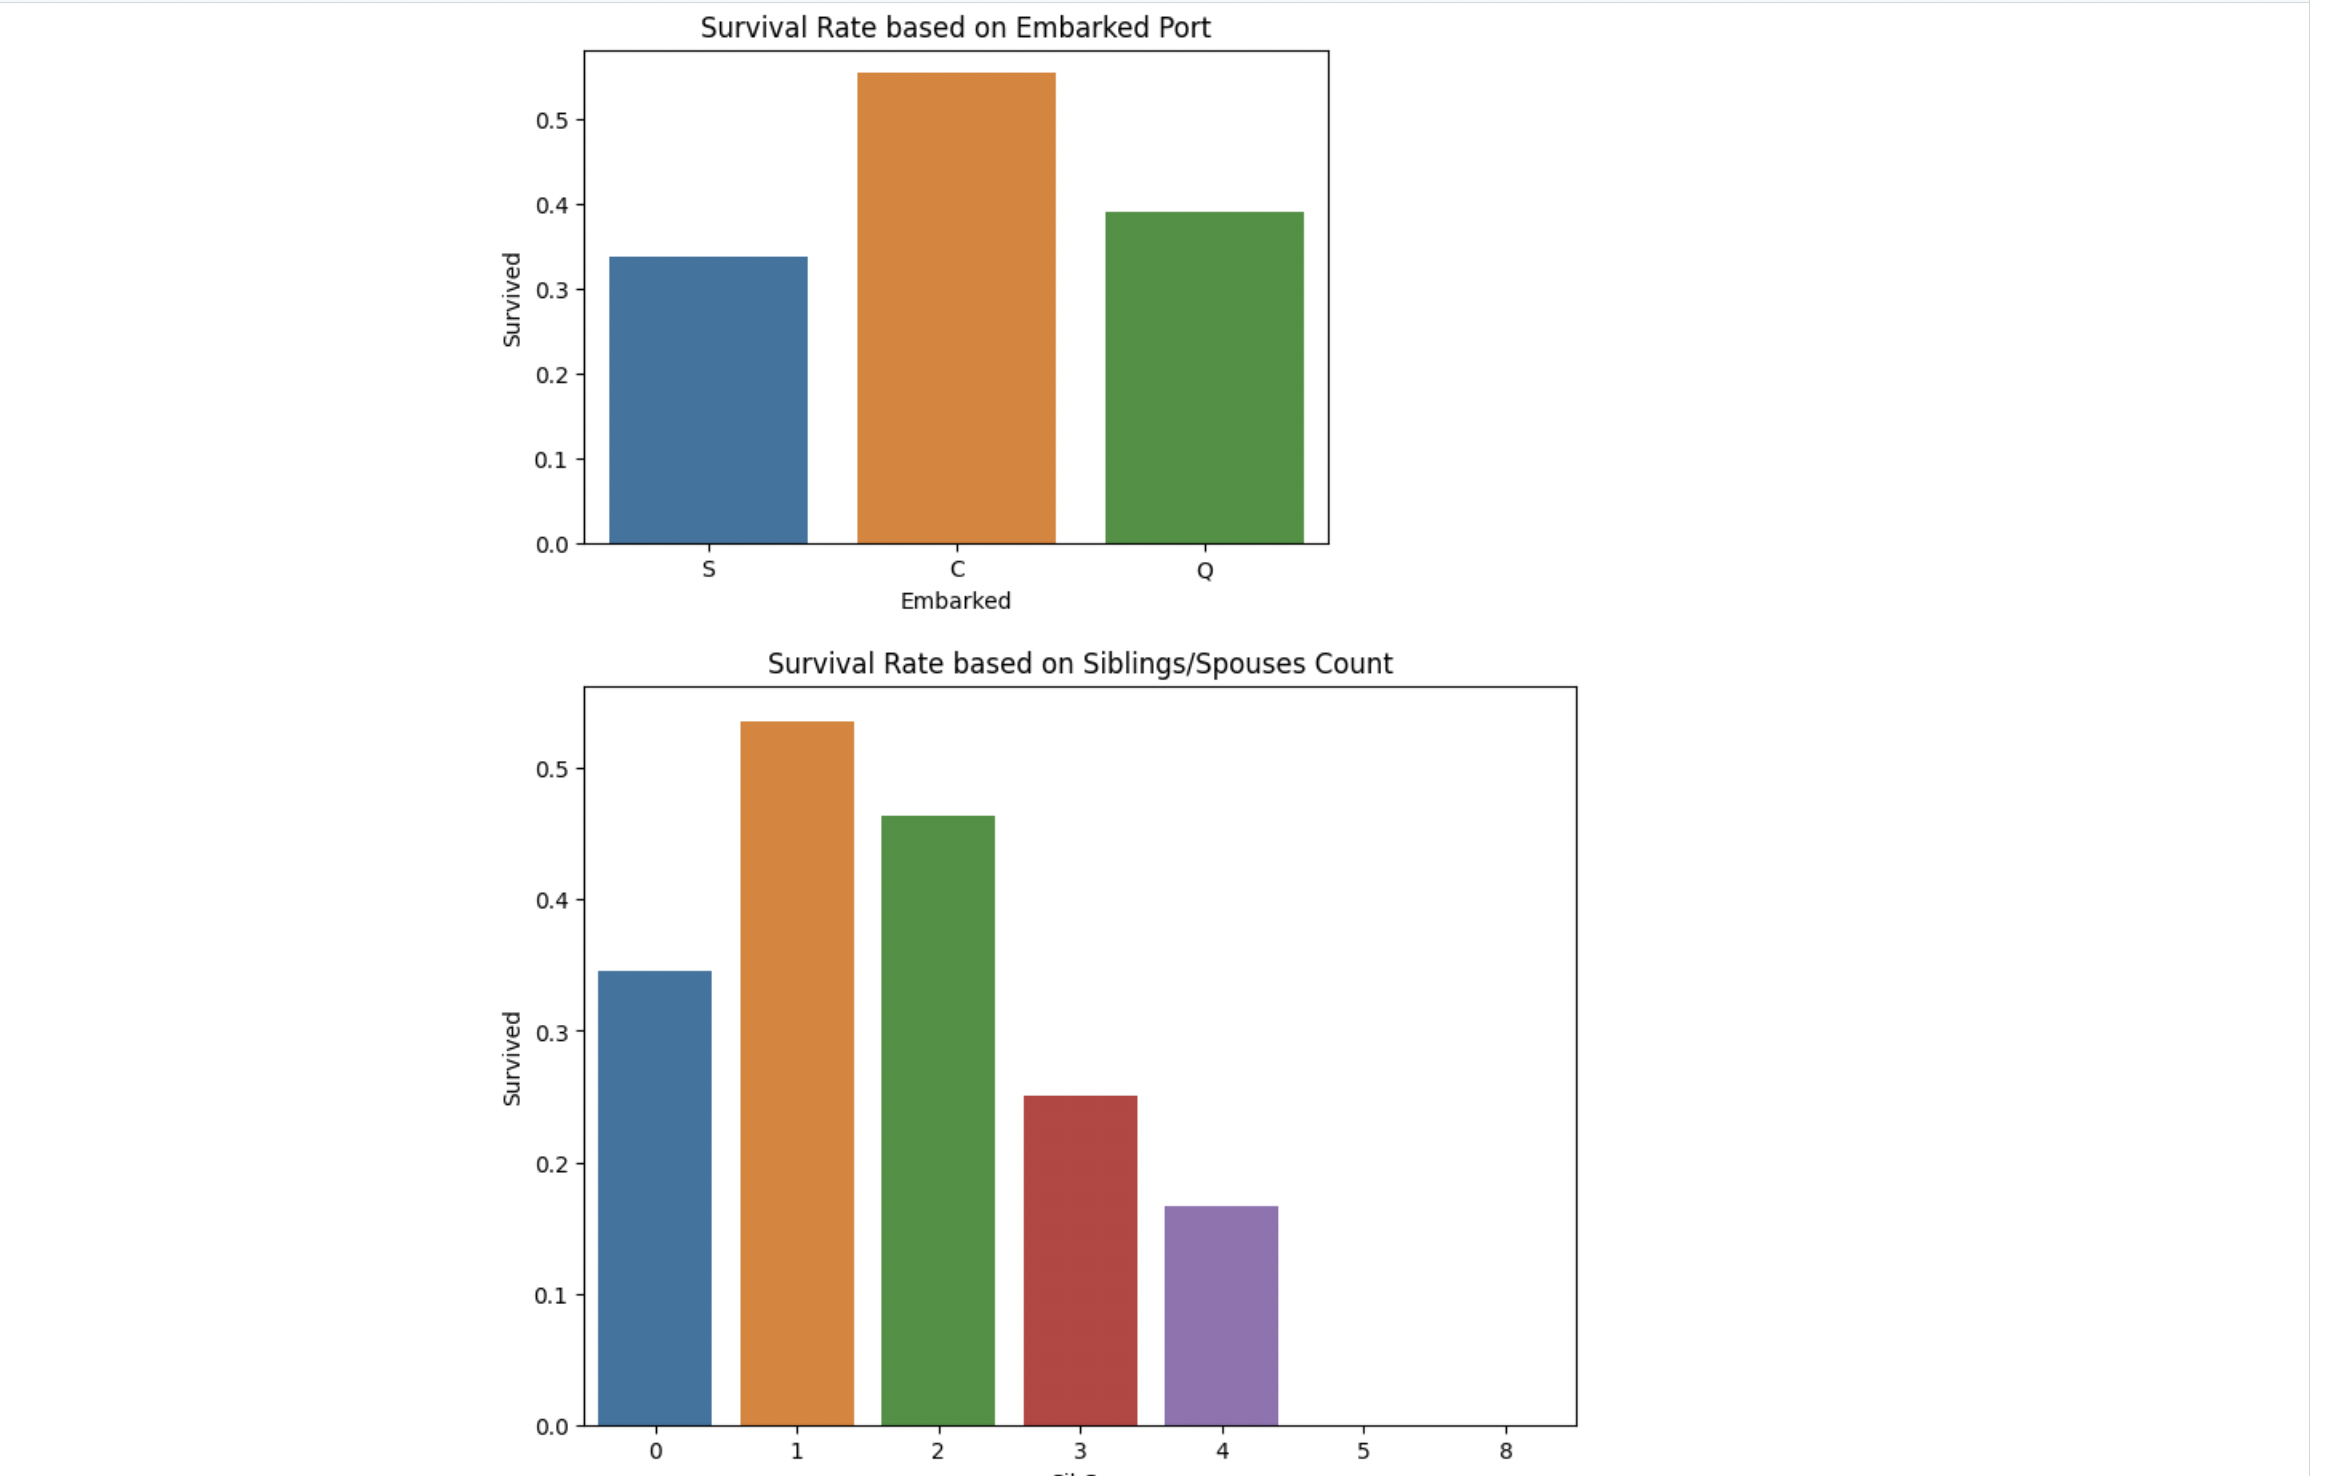 Survival Rate based on Embarked Port
0.5
0.4
0.3
0.2
0.1
0.0
Survived
S C Q
Embarked
Survival Rate based on Siblings/Spouses Count
0.5
0.4
0.3
0.2
0.1
0.0
Survived
0 1 2 3 4 5 8